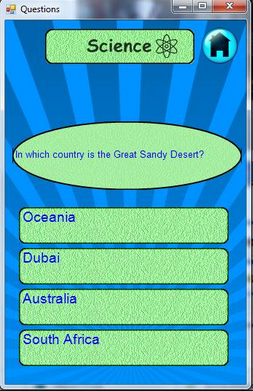 Questions
Science
In which country is the Great Sandy Desert?
Oceania
Dubai
Australia
South Africa